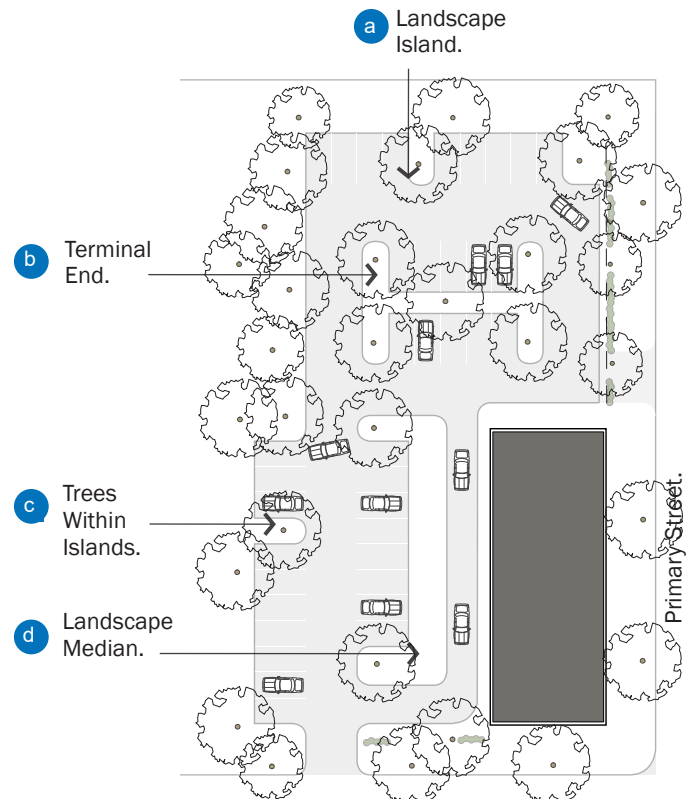 a Landscape
Island.
b Terminal
End.
c Trees
Within
Islands.
d Landscape
Median.
Primary Street.